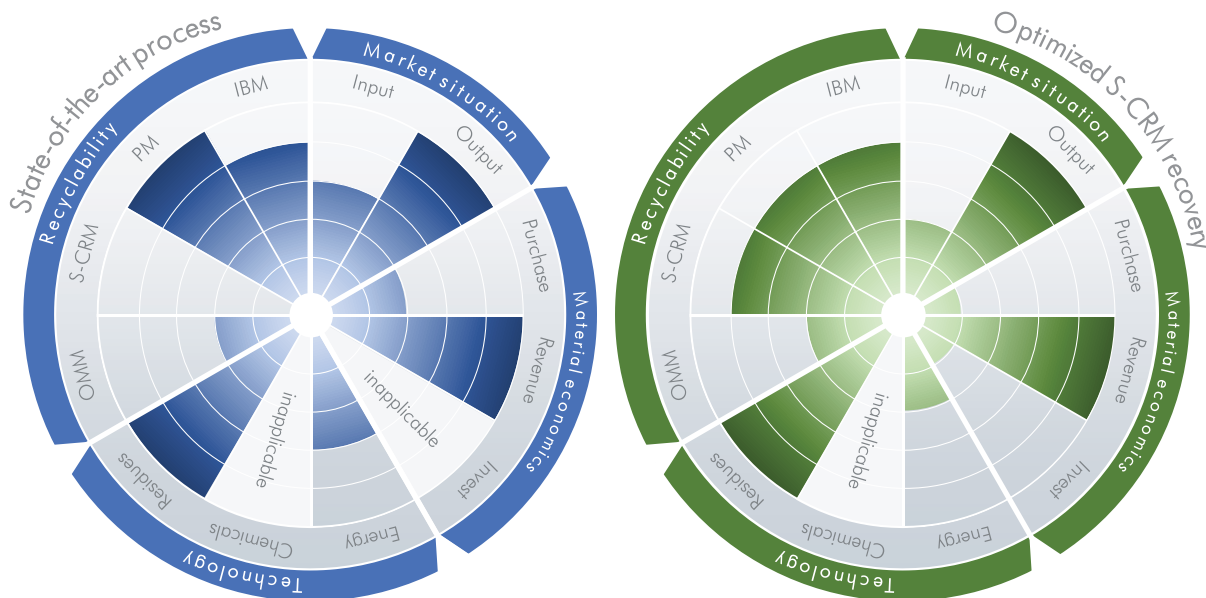 State-of-the-art process
Market situation
Input
Output
Material economics
Purchase
Revenue
Invest
inapplicable
Technology
Energy
Chemicals
inapplicable
Residues
Recyclability
OMM
S-CRM
PM
IBM
Optimized S-CRM recovery
Market situation
Input
Output
Material economics
Purchase
Revenue
Invest
Technology
Energy
Chemicals
inapplicable
Residues
Recyclability
OMM
S-CRM
PM
IBM